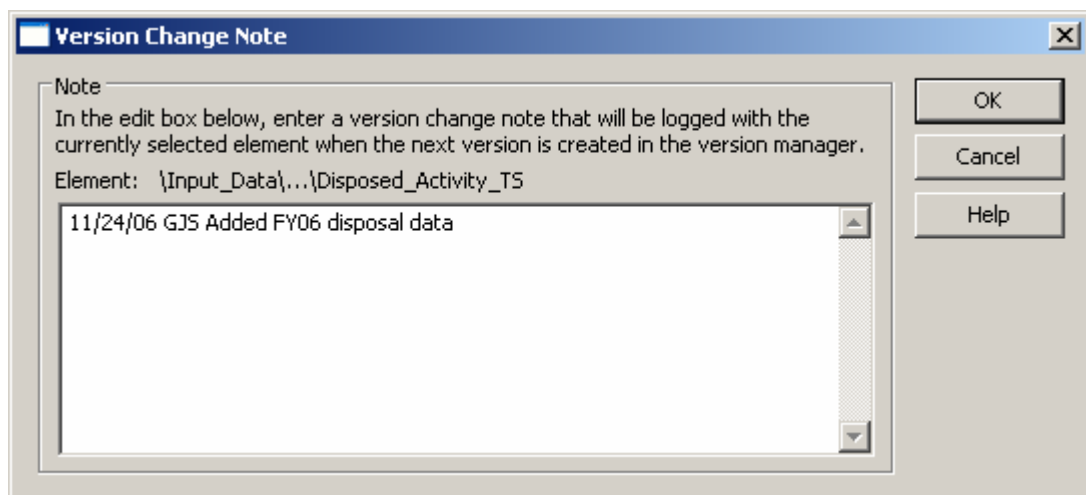 Version Change Note
Note
In the edit box below, enter a version change note that will be logged with the
currently selected element when the next version is created in the version manager.
Element: \Input_Data\...\Disposed_Activity_TS
11/24/06 GJS Added FY06 disposal data
OK
Cancel
Help